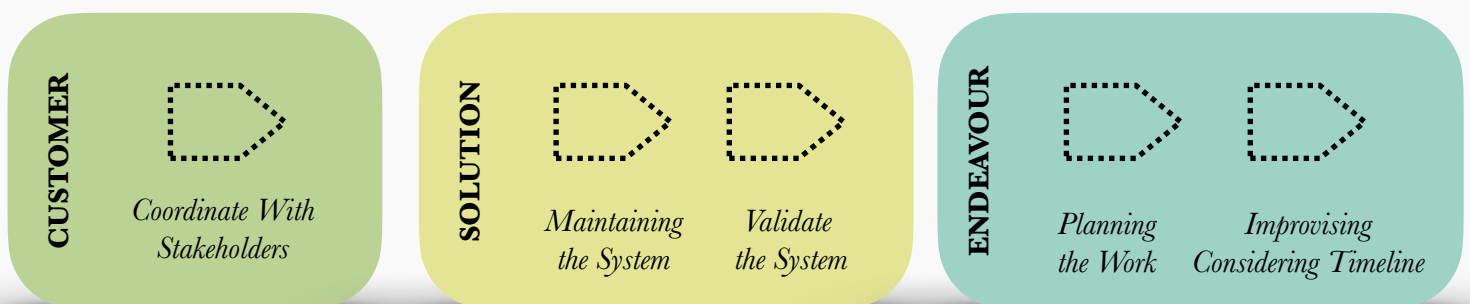 CUSTOMER
Coordinate With
Stakeholders
SOLUTION
Maintaining
the System
Validate
the System
ENDEAVOUR
Planning
the Work
Improvising
Considering Timeline